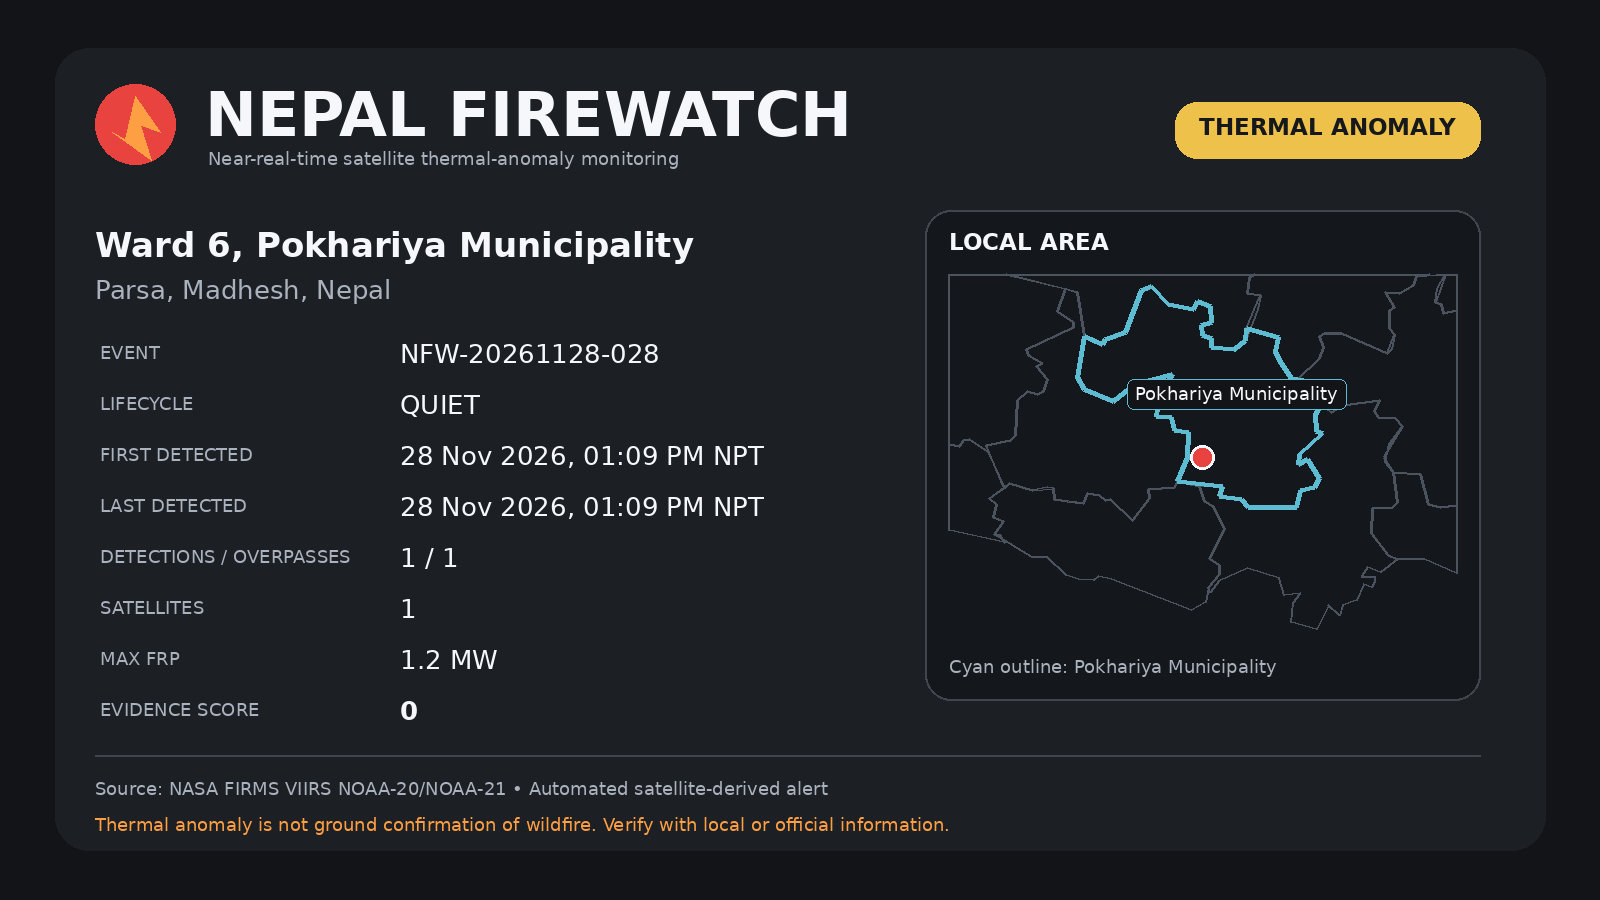 NEPAL FIREWATCH
Near-real-time satellite thermal-anomaly monitoring
THERMAL ANOMALY
Ward 6, Pokhariya Municipality
Parsa, Madhesh, Nepal
EVENT NFW-20261128-028
LIFECYCLE QUIET
FIRST DETECTED 28 Nov 2026, 01:09 PM NPT
LAST DETECTED 28 Nov 2026, 01:09 PM NPT
DETECTIONS / OVERPASSES 1 / 1
SATELLITES 1
MAX FRP 1.2 MW
EVIDENCE SCORE 0
LOCAL AREA
Pokhariya Municipality
Cyan outline: Pokhariya Municipality
Source: NASA FIRMS VIIRS NOAA-20/NOAA-21 • Automated satellite-derived alert
Thermal anomaly is not ground confirmation of wildfire. Verify with local or official information.